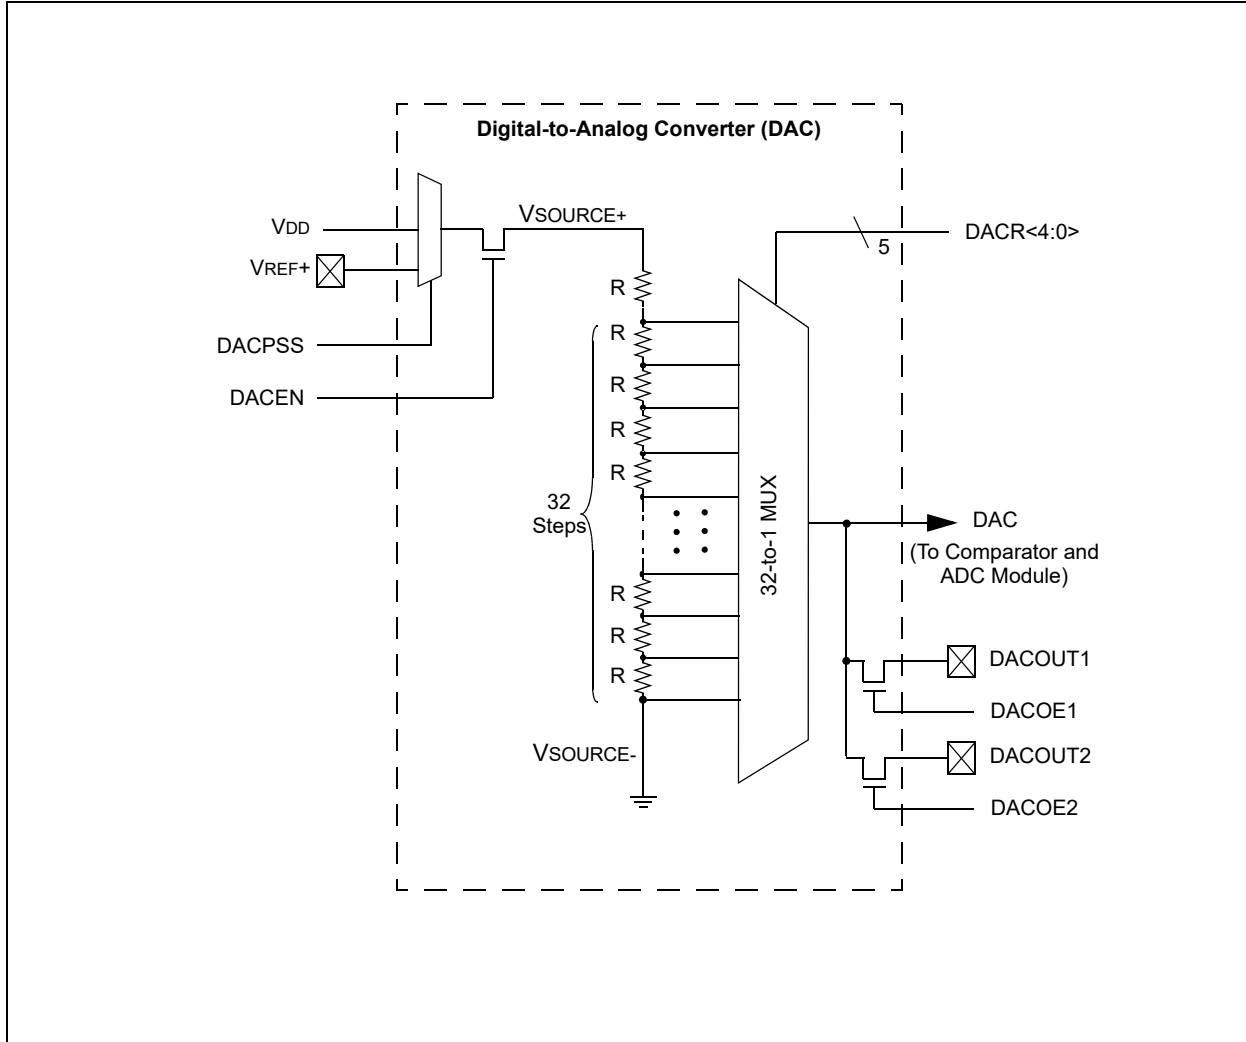 Digital-to-Analog Converter (DAC)
VDD
VREF+
DACPSS
DACEN
VSOURCE+
5
DACR<4:0>
R
R
R
R
R
32
Steps
R
R
R
VSOURCE-
32-to-1 MUX
DAC
(To Comparator and
ADC Module)
DACOUT1
DACOE1
DACOUT2
DACOE2